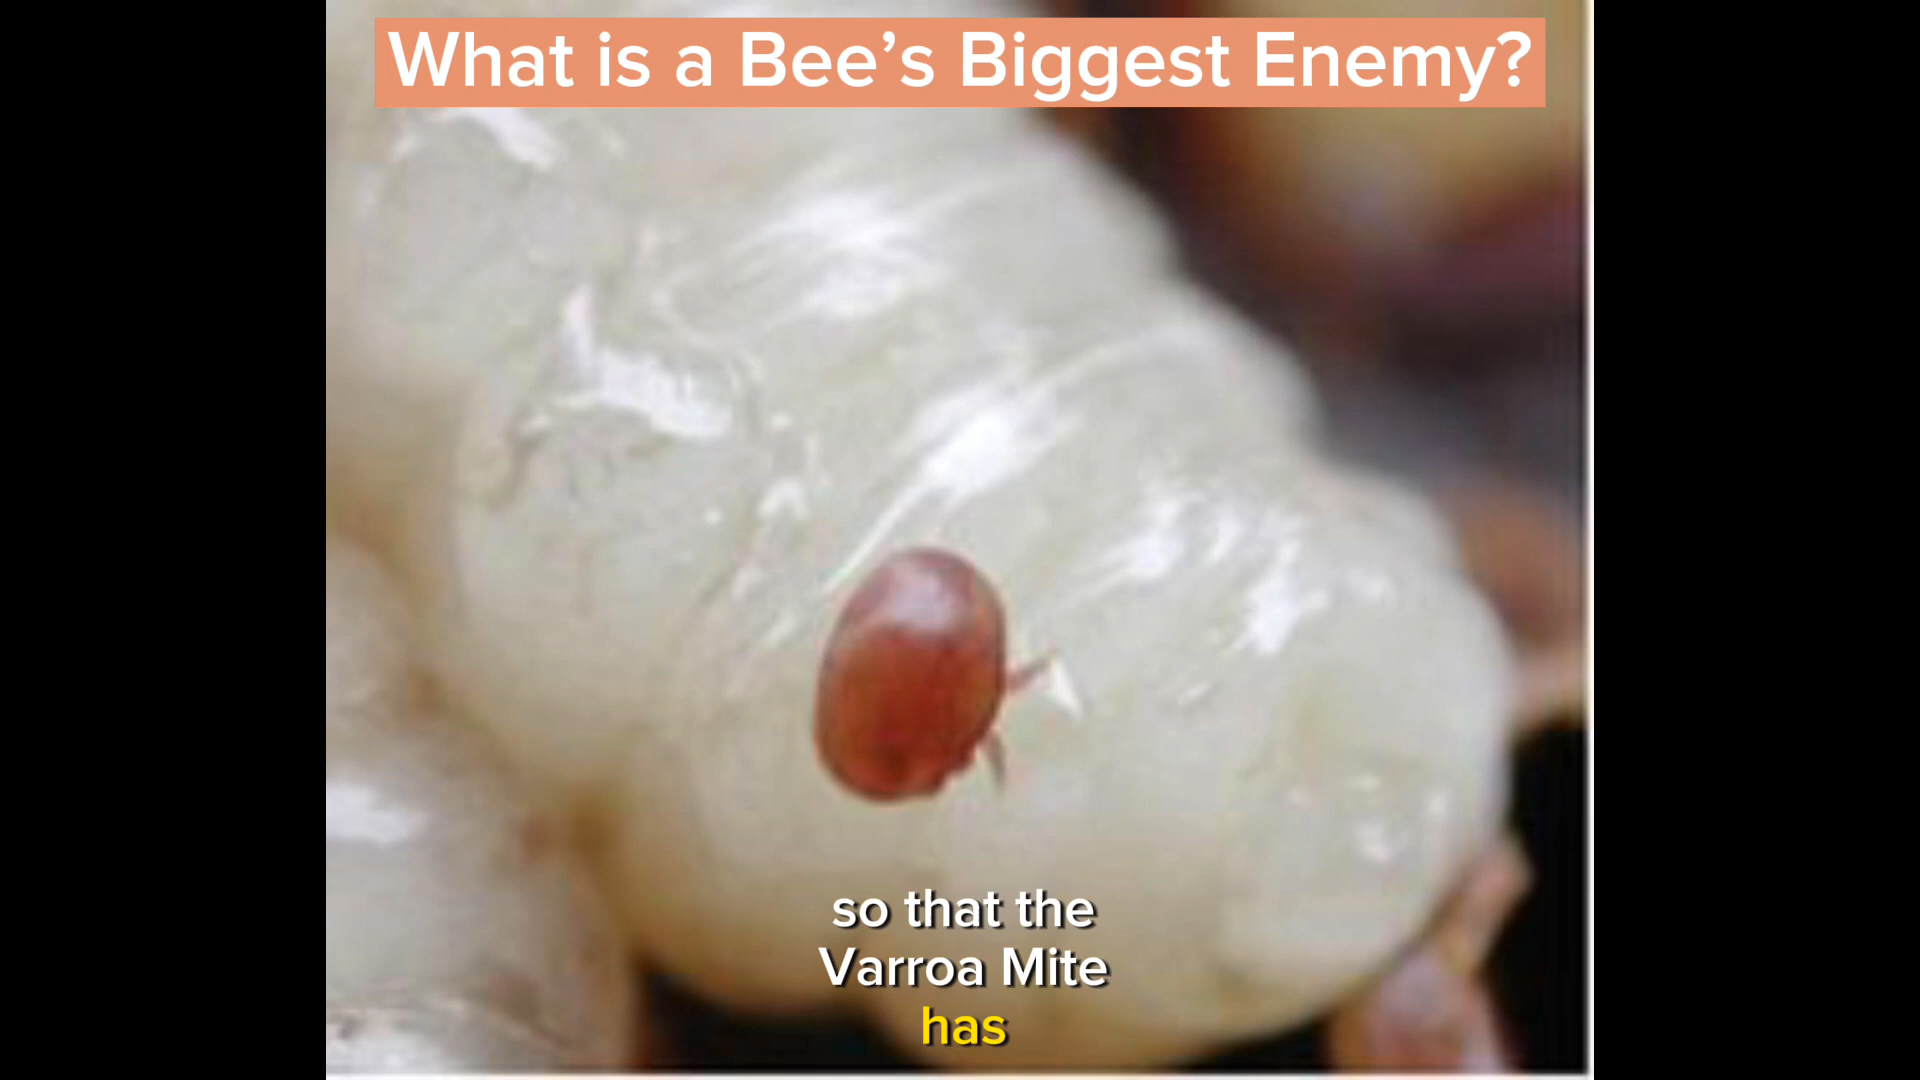 What is a Bee’s Biggest Enemy?
so that the
Varroa Mite
has